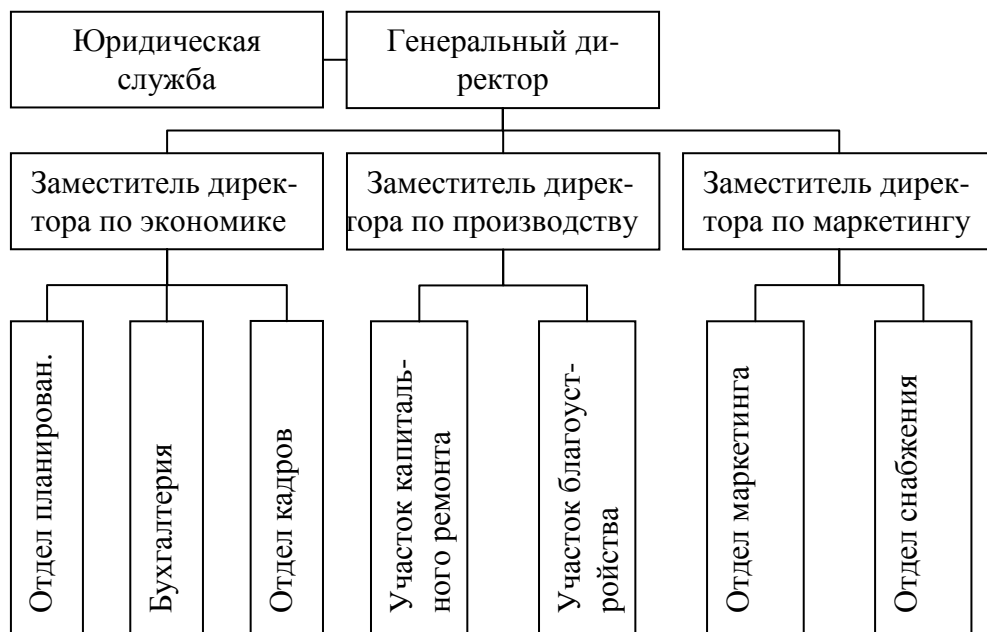 Юридическая
служба
Генеральный ди-
ректор
Заместитель дирек-
тора по экономике
Заместитель дирек-
тора по производству
Заместитель дирек-
тора по маркетингу
Отдел планирован.
Бухгалтерия
Отдел кадров
Участок капиталь-
ного ремонта
Участок благоуст-
ройства
Отдел маркетинга
Отдел снабжения